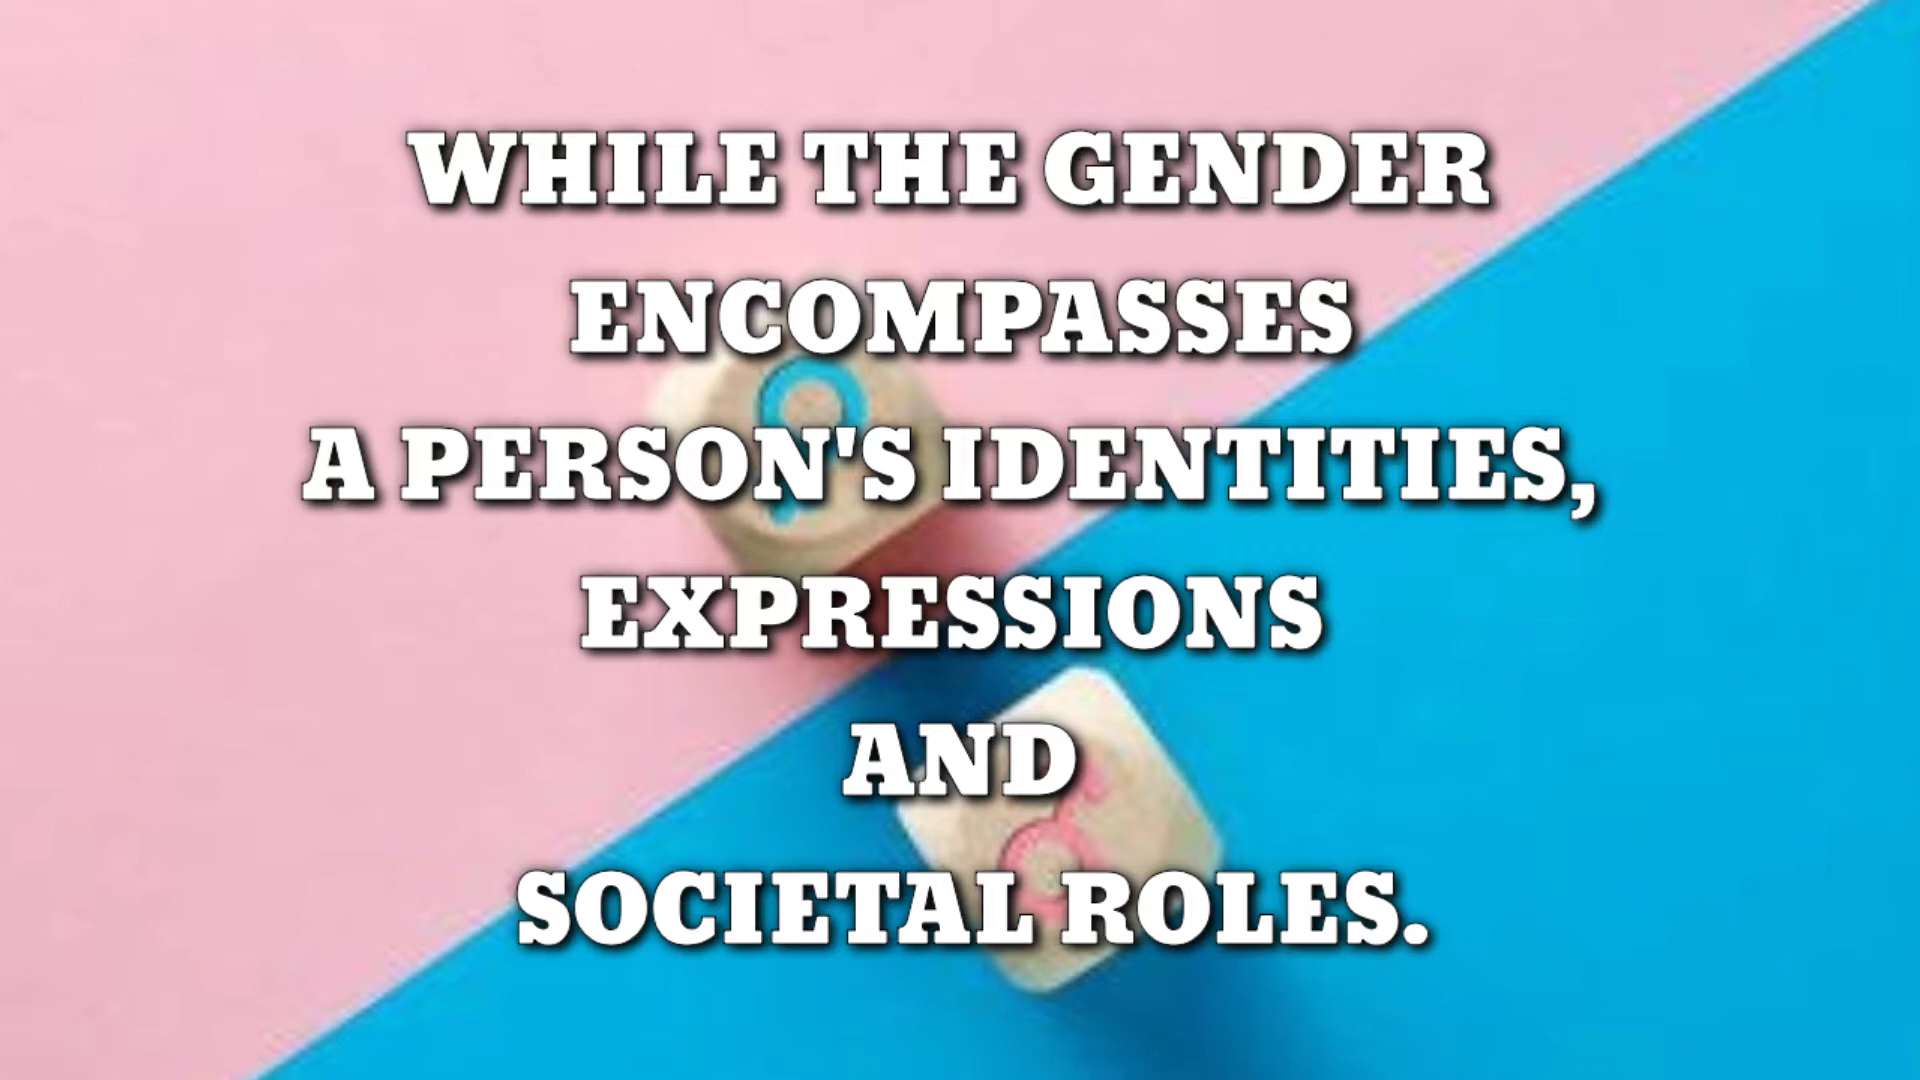 WHILE THE GENDER
ENCOMPASSES
A PERSON'S IDENTITIES,
EXPRESSIONS
AND
SOCIETAL ROLES.